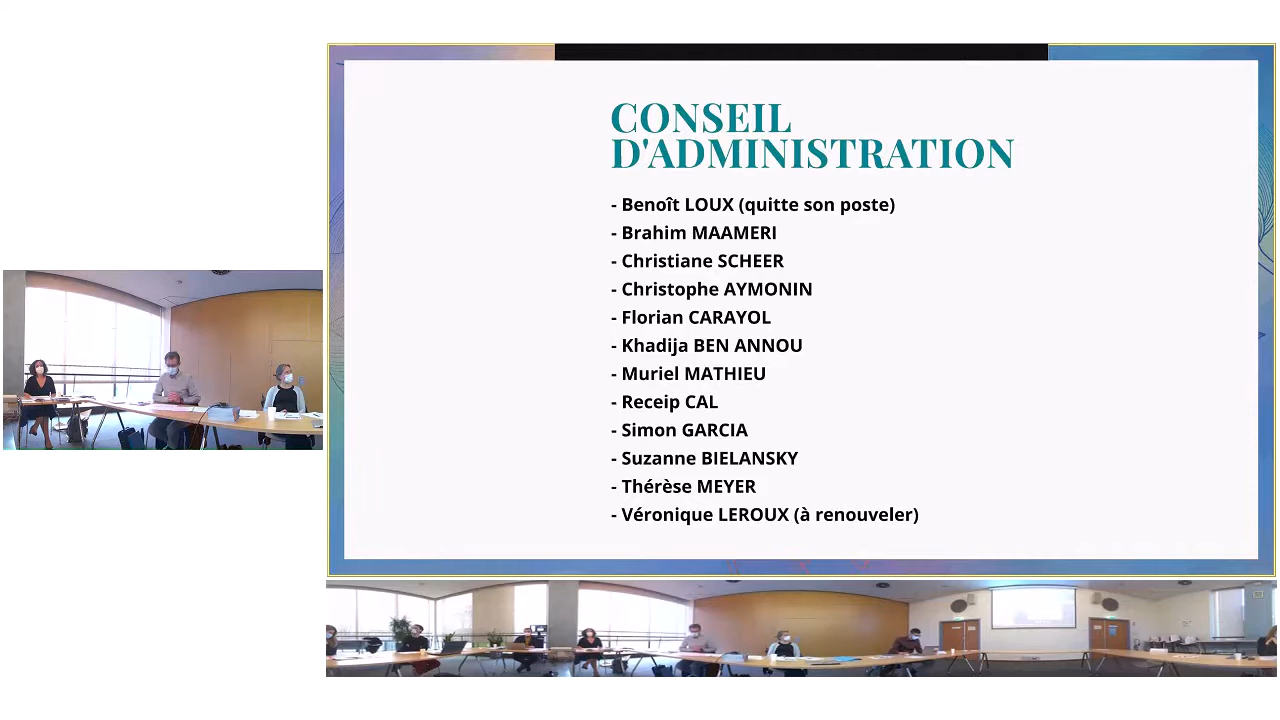 CONSEIL
D'ADMINISTRATION
- Benoît LOUX (quitte son poste)
- Brahim MAAMERI
- Christiane SCHEER
- Christophe AYMONIN
- Florian CARAYOL
- Khadija BEN ANNOU
- Muriel MATHIEU
- Receip CAL
- Simon GARCIA
- Suzanne BIELANSKY
- Thérèse MEYER
- Véronique LEROUX (à renouveler)